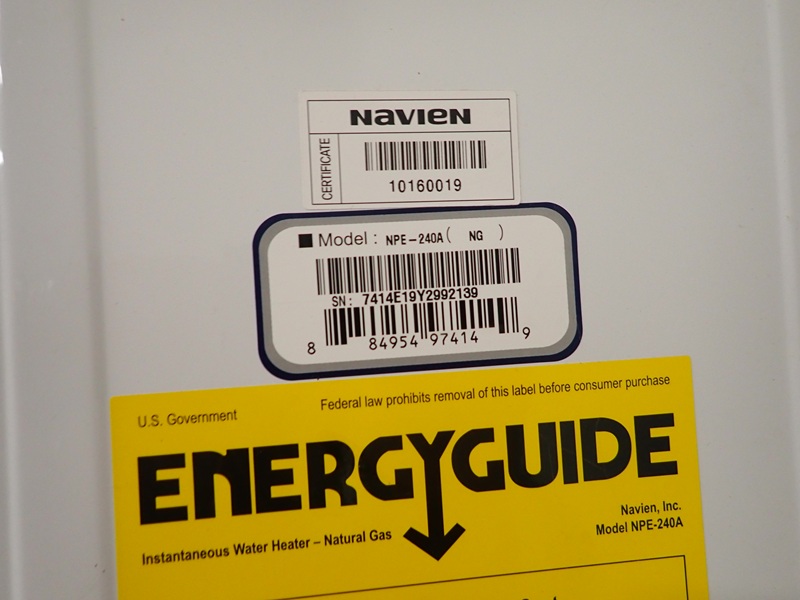 NaVIeN
CERTIFICATE
10160019
Model : NPE-240A ( NG )
SN: 7414E19Y2992139
8 84954 97414 9
U.S. Government
Federal law prohibits removal of this label before consumer purchase
ENERGYGUIDE
Instantaneous Water Heater – Natural Gas
Navien, Inc.
Model NPE-240A